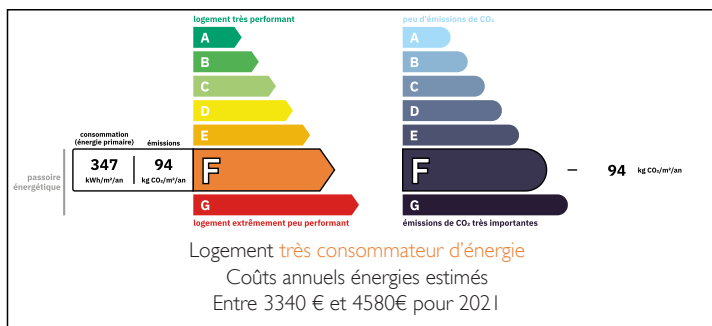 logement très performant
A
B
C
D
E
consommation
(énergie primaire)
émissions
347
kWh/m²/an
94
kg CO₂/m²/an
F
passoire
énergétique
G
logement extrêmement peu performant
peu d'émissions de CO₂
A
B
C
D
E
F
94 kg CO₂/m²/an
G
émissions de CO₂ très importantes
Logement très consommateur d'énergie
Coûts annuels énergies estimés
Entre 3340 € et 4580€ pour 2021